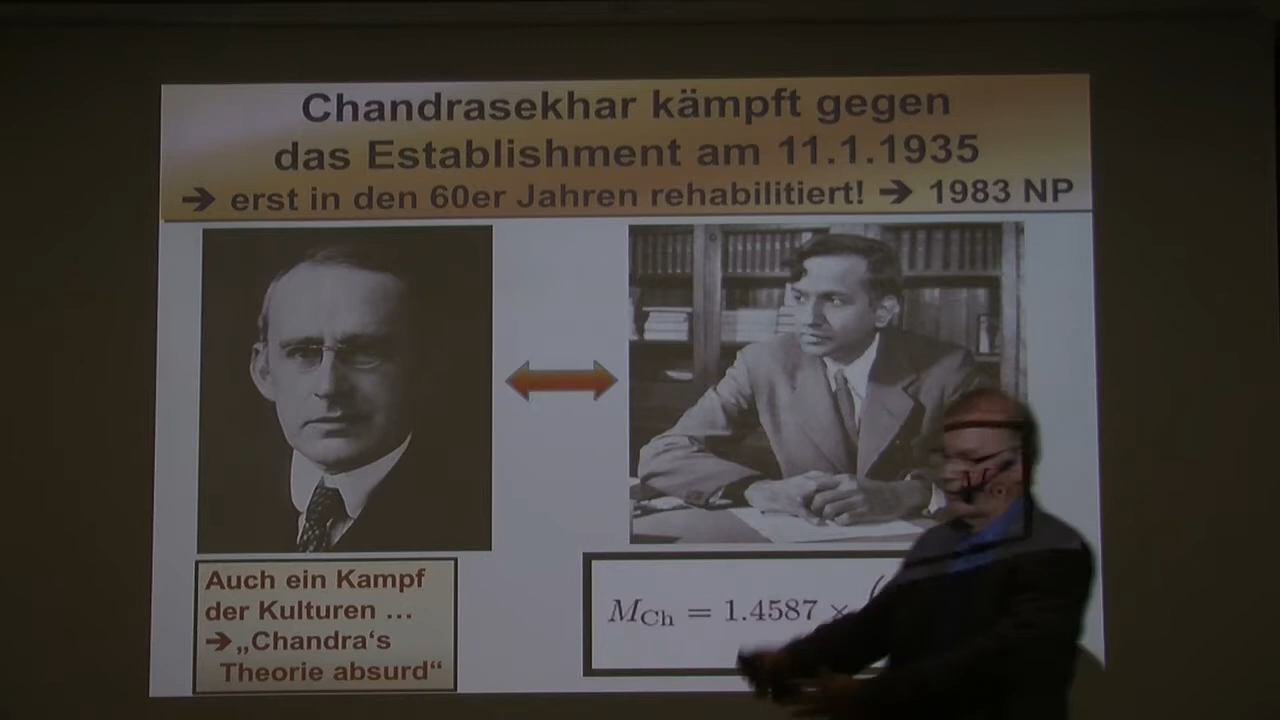 Chandrasekhar kämpft gegen
das Establishment am 11.1.1935
➔ erst in den 60er Jahren rehabilitiert! ➔ 1983 NP
Auch ein Kampf
der Kulturen ...
➔ „Chandra‘s
Theorie absurd“
M_Ch = 1.4587 × (